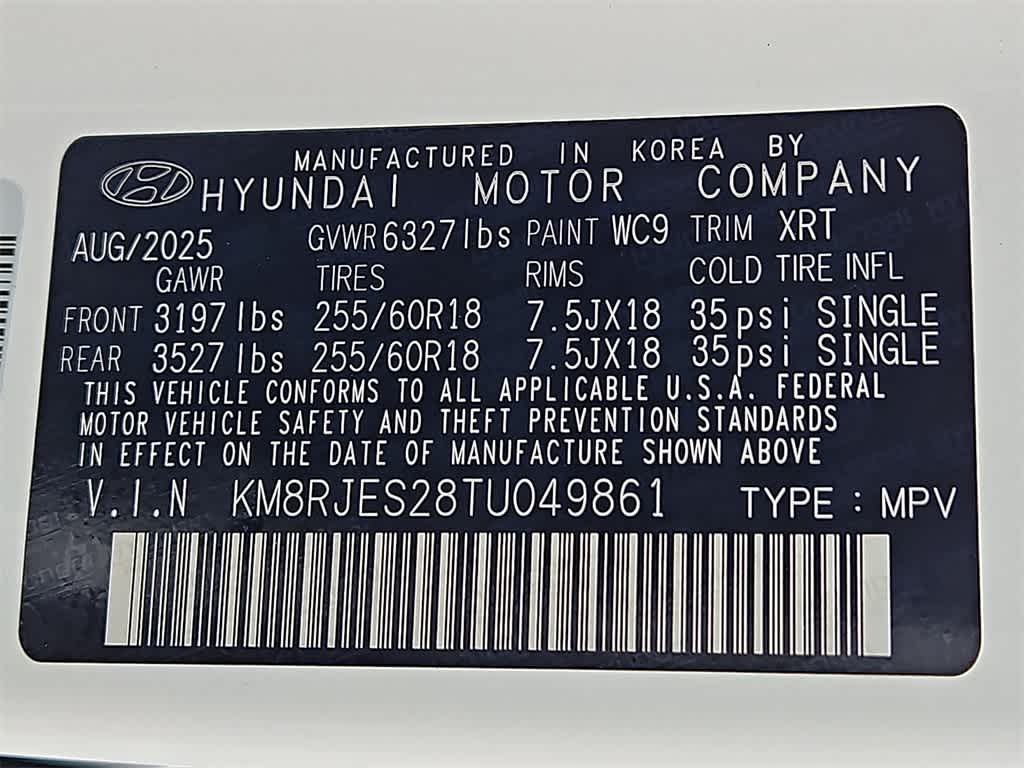 MANUFACTURED IN KOREA BY
HYUNDAI MOTOR COMPANY
AUG/2025 GVWR 6327lbs PAINT WC9 TRIM XRT
GAWR TIRES RIMS COLD TIRE INFL
FRONT 3197lbs 255/60R18 7.5JX18 35psi SINGLE
REAR 3527lbs 255/60R18 7.5JX18 35psi SINGLE
THIS VEHICLE CONFORMS TO ALL APPLICABLE U.S.A. FEDERAL
MOTOR VEHICLE SAFETY AND THEFT PREVENTION STANDARDS
IN EFFECT ON THE DATE OF MANUFACTURE SHOWN ABOVE
V.I.N KM8RJES28TU049861 TYPE : MPV